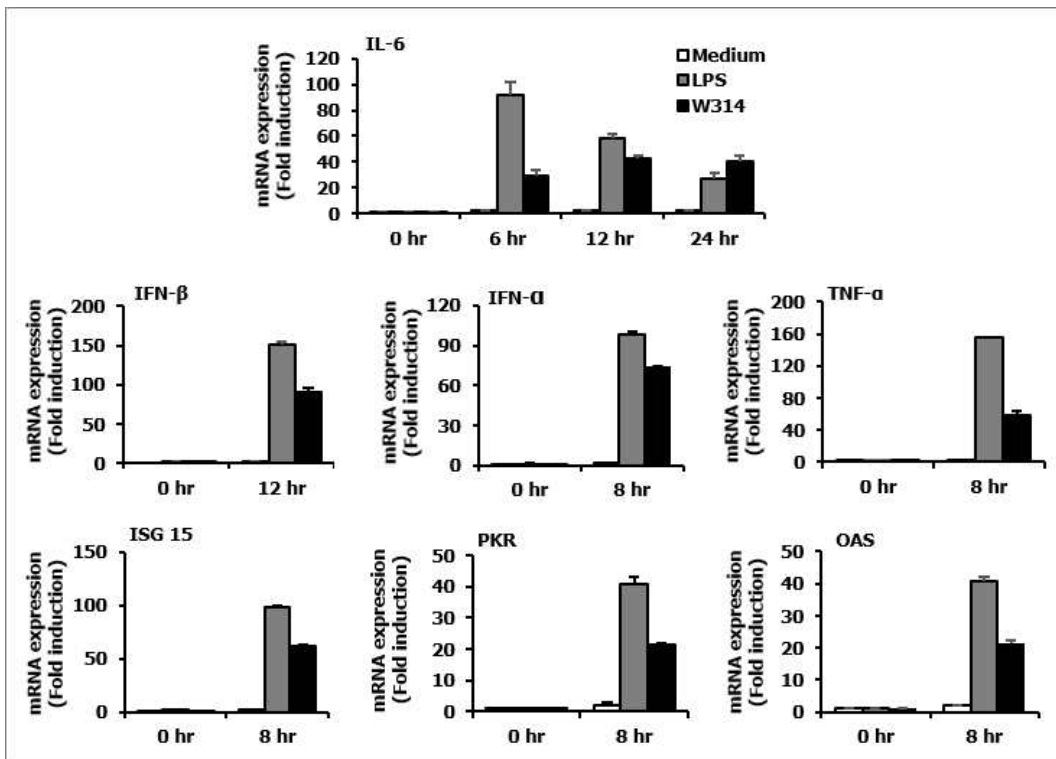 IL-6
mRNA expression
(Fold induction)
120
100
80
60
40
20
0
0 hr
6 hr
12 hr
24 hr
Medium
LPS
W314
IFN-β
mRNA expression
(Fold induction)
200
150
100
50
0
0 hr
12 hr
IFN-α
mRNA expression
(Fold induction)
120
90
60
30
0
0 hr
8 hr
TNF-α
mRNA expression
(Fold induction)
200
160
120
80
40
0
0 hr
8 hr
ISG 15
mRNA expression
(Fold induction)
150
100
50
0
0 hr
8 hr
PKR
mRNA expression
(Fold induction)
50
40
30
20
10
0
0 hr
8 hr
OAS
mRNA expression
(Fold induction)
50
40
30
20
10
0
0 hr
8 hr